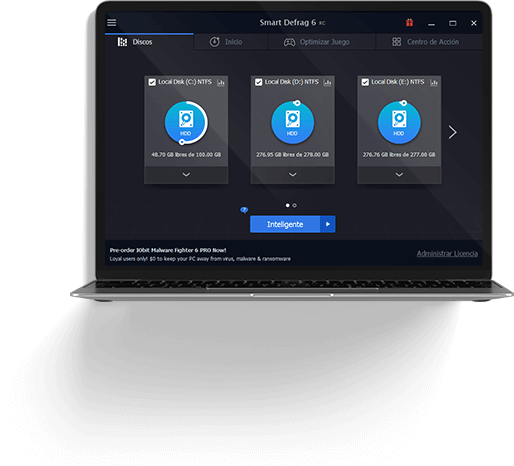 Smart Defrag 6 RC
Discos
Inicio
Optimizar Juego
Centro de Acción
Local Disk (C:) NTFS
HDD
48.70 GB libres de 100.00 GB
Local Disk (D:) NTFS
HDD
276.95 GB libres de 278.00 GB
Local Disk (E:) NTFS
HDD
276.76 GB libres de 277.00 GB
?
Inteligente
Pre-order IObit Malware Fighter 6 PRO Now!
Loyal users only! $0 to keep your PC away from virus, malware & ransomware
Administrar Licencia